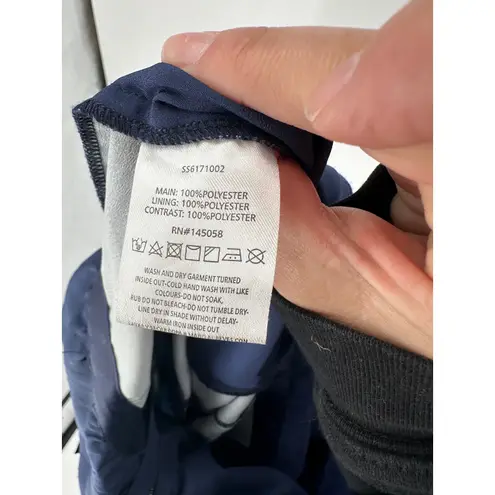 SS6171002
MAIN: 100%POLYESTER
LINING: 100%POLYESTER
CONTRAST: 100%POLYESTER
RN#145058
WASH AND DRY GARMENT TURNED
INSIDE OUT-COLD HAND WASH WITH LIKE
COLOURS-DO NOT SOAK,
RUB DO NOT BLEACH-DO NOT TUMBLE DRY-
LINE DRY IN SHADE WITHOUT DELAY-
WARM IRON INSIDE OUT